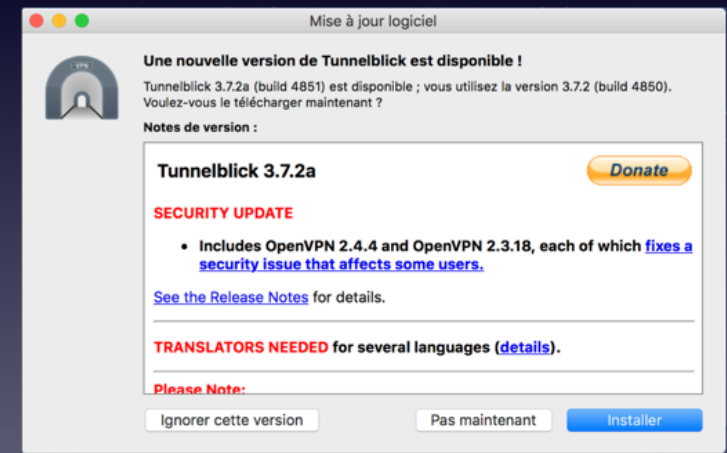 Mise à jour logiciel
VPN
Une nouvelle version de Tunnelblick est disponible !
Tunnelblick 3.7.2a (build 4851) est disponible ; vous utilisez la version 3.7.2 (build 4850).
Voulez-vous le télécharger maintenant ?
Notes de version :
Tunnelblick 3.7.2a
Donate
SECURITY UPDATE
• Includes OpenVPN 2.4.4 and OpenVPN 2.3.18, each of which fixes a
security issue that affects some users.
See the Release Notes for details.
TRANSLATORS NEEDED for several languages (details).
Please Note:
Ignorer cette version
Pas maintenant
Installer